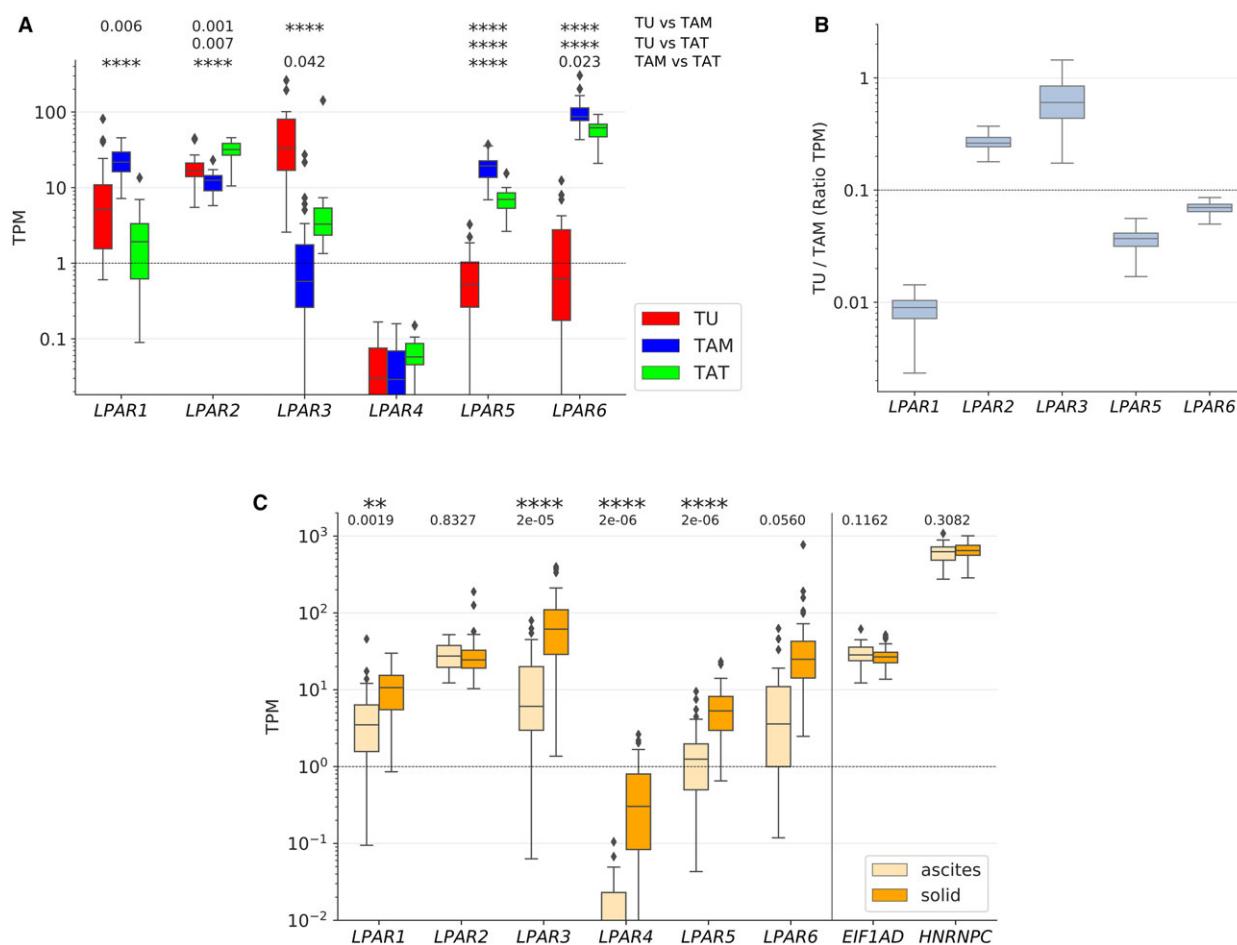 A
0.006 0.001 **** **** **** TU vs TAM
0.007 **** **** TU vs TAT
**** **** 0.042 **** 0.023 TAM vs TAT
100
10
1
0.1
TPM
LPAR1 LPAR2 LPAR3 LPAR4 LPAR5 LPAR6
TU
TAM
TAT
B
1
0.1
0.01
TU / TAM (Ratio TPM)
LPAR1 LPAR2 LPAR3 LPAR5 LPAR6
C
** **** **** ****
0.0019 0.8327 2e-05 2e-06 2e-06 0.0560 0.1162 0.3082
10³
10²
10¹
10⁰
10⁻¹
10⁻²
TPM
LPAR1 LPAR2 LPAR3 LPAR4 LPAR5 LPAR6 EIF1AD HNRNPC
ascites
solid